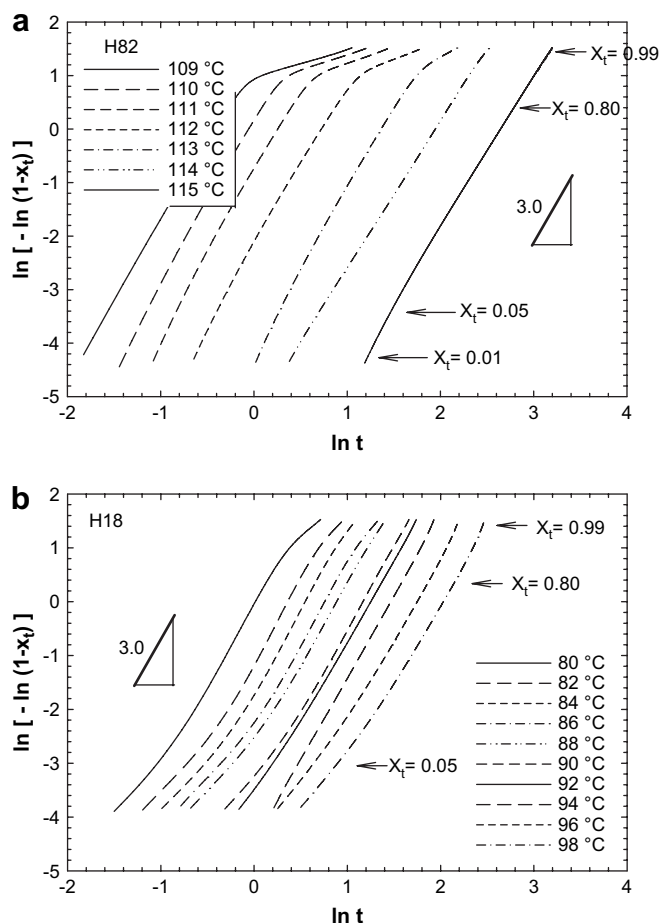 a
H82
109 °C
110 °C
111 °C
112 °C
113 °C
114 °C
115 °C
X_t= 0.99
X_t= 0.80
3.0
X_t= 0.05
X_t= 0.01
2
1
0
-1
-2
-3
-4
-5
ln [ - ln (1-x_t) ]
-2 -1 0 1 2 3 4
ln t
b
H18
X_t= 0.99
X_t= 0.80
3.0
X_t= 0.05
80 °C
82 °C
84 °C
86 °C
88 °C
90 °C
92 °C
94 °C
96 °C
98 °C
2
1
0
-1
-2
-3
-4
-5
ln [ - ln (1-x_t) ]
-2 -1 0 1 2 3 4
ln t